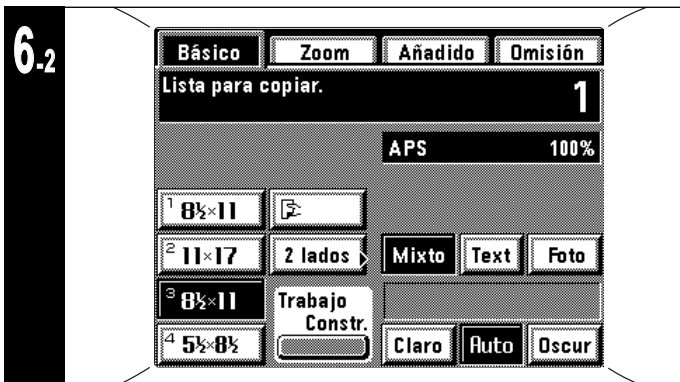 6-2
Básico Zoom Añadido Omisión
Lista para copiar. 1
APS 100%
1 8½×11
2 11×17 2 lados Mixto Text Foto
3 8½×11 Trabajo
Constr.
4 5½×8½ Claro Auto Oscur